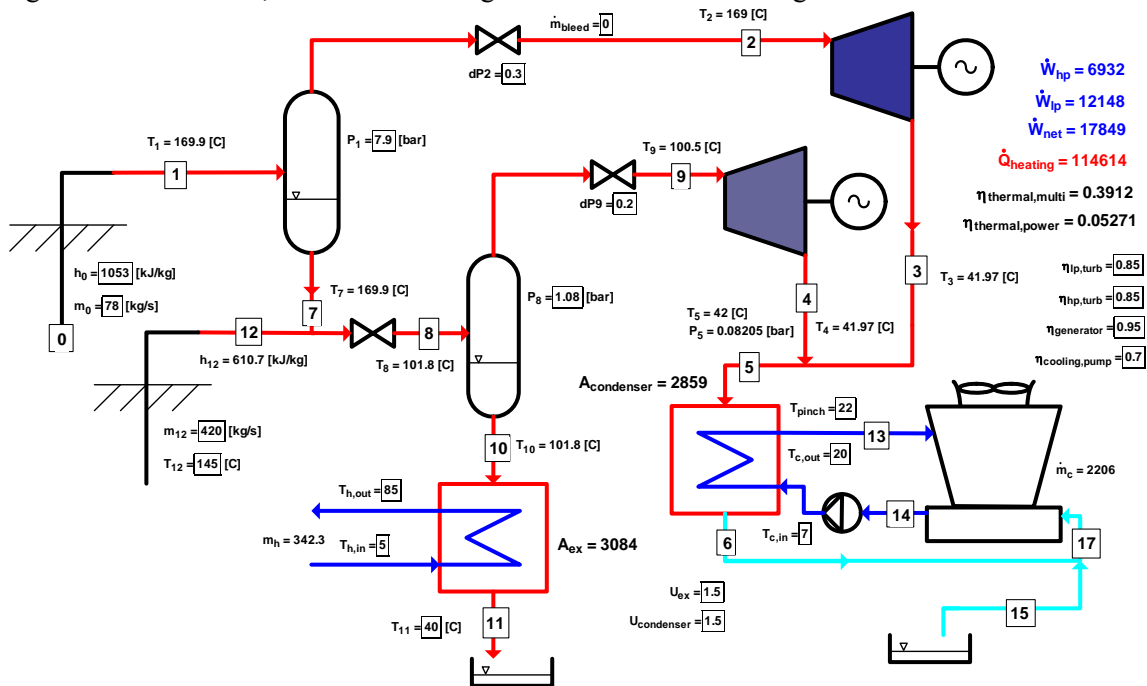 T2 = 169 [C]
ṁbleed = 0
2
dP2 = 0.3
T1 = 169.9 [C]
1
P1 = 7.9 [bar]
Ẇhp = 6932
Ẇlp = 12148
Ẇnet = 17849
Q̇heating = 114614
ηthermal,multi = 0.3912
ηthermal,power = 0.05271
T9 = 100.5 [C]
9
dP9 = 0.2
h0 = 1053 [kJ/kg]
m0 = 78 [kg/s]
0
T7 = 169.9 [C]
7
P8 = 1.08 [bar]
3
T3 = 41.97 [C]
4
T4 = 41.97 [C]
ηlp,turb = 0.85
ηhp,turb = 0.85
ηgenerator = 0.95
ηcooling,pump = 0.7
12
h12 = 610.7 [kJ/kg]
8
T8 = 101.8 [C]
T5 = 42 [C]
P5 = 0.08205 [bar]
5
Acondenser = 2859
m12 = 420 [kg/s]
T12 = 145 [C]
10
T10 = 101.8 [C]
Tpinch = 22
13
Tc,out = 20
ṁc = 2206
Th,out = 85
mh = 342.3
Th,in = 5
Aex = 3084
14
Tc,in = 7
6
17
Uex = 1.5
Ucondenser = 1.5
15
T11 = 40 [C]
11